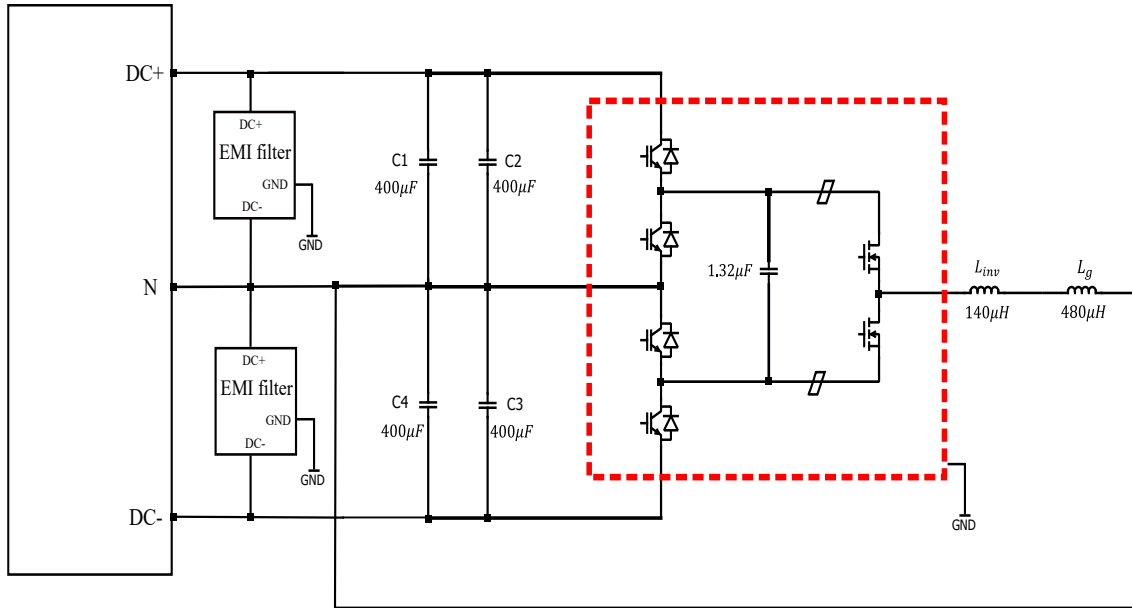 DC+
DC+
EMI filter
GND
DC-
GND
C1
400μF
C2
400μF
N
1.32μF
L_inv
140μH
L_g
480μH
DC+
EMI filter
GND
DC-
GND
C4
400μF
C3
400μF
DC-
GND